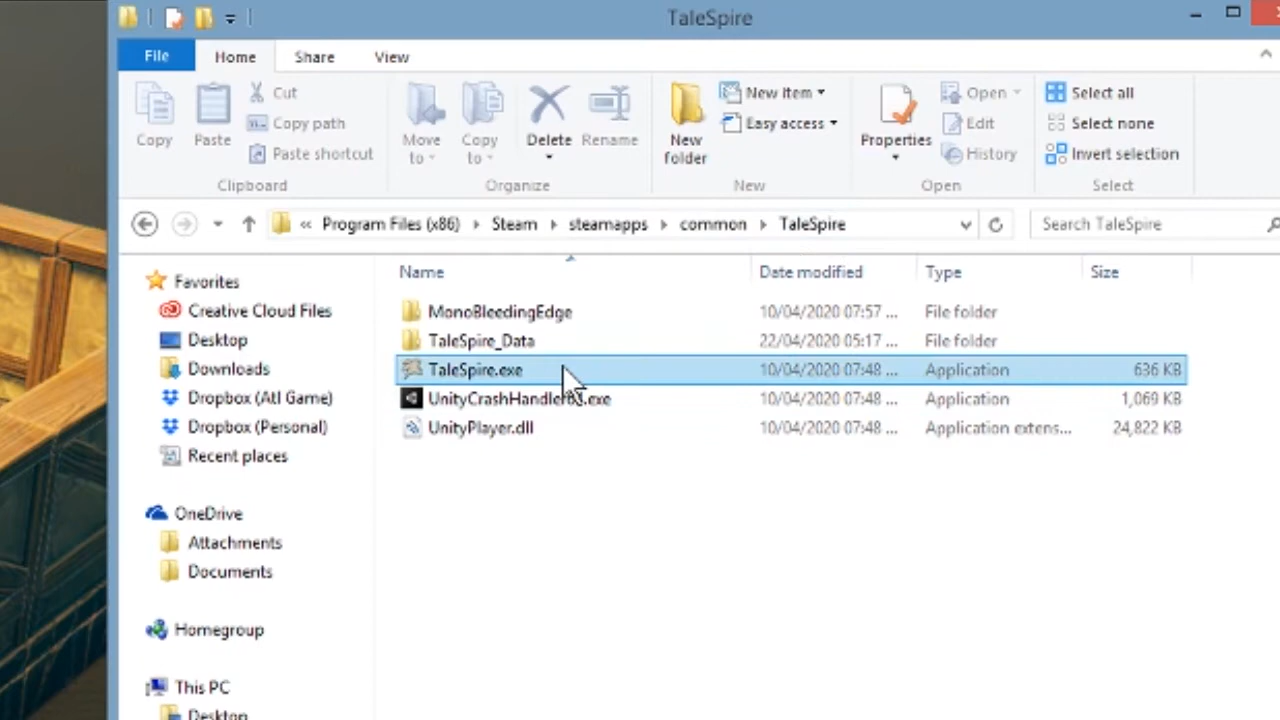 TaleSpire
File Home Share View
Copy
Paste
Cut
Copy path
Paste shortcut
Clipboard
Move to
Copy to
Delete
Rename
Organize
New folder
New item
Easy access
New
Properties
Open
Edit
History
Open
Select all
Select none
Invert selection
Select
« Program Files (x86) Steam steamapps common TaleSpire
Search TaleSpire
Favorites
Creative Cloud Files
Desktop
Downloads
Dropbox (Atl Game)
Dropbox (Personal)
Recent places
OneDrive
Attachments
Documents
Homegroup
This PC
Desktop
Name Date modified Type Size
MonoBleedingEdge 10/04/2020 07:57 ... File folder
TaleSpire_Data 22/04/2020 05:17 ... File folder
TaleSpire.exe 10/04/2020 07:48 ... Application 636 KB
.exe 10/04/2020 07:48 ... Application 1,069 KB
UnityPlayer.dll 10/04/2020 07:48 ... Application extens... 24,822 KB